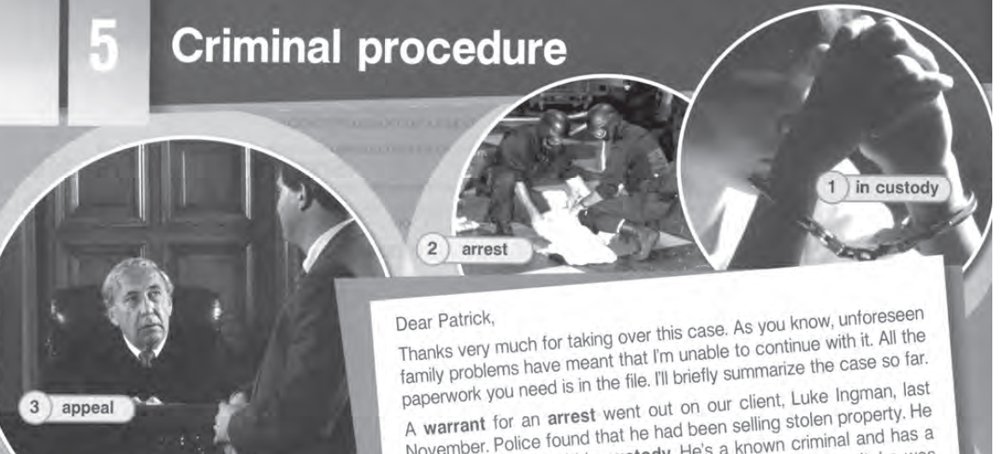 5 Criminal procedure
1 in custody
2 arrest
3 appeal
Dear Patrick,
Thanks very much for taking over this case. As you know, unforeseen
family problems have meant that I'm unable to continue with it. All the
paperwork you need is in the file. I'll briefly summarize the case so far.
A warrant for an arrest went out on our client, Luke Ingman, last
November. Police found that he had been selling stolen property. He
custody. He's a known criminal and has a
was